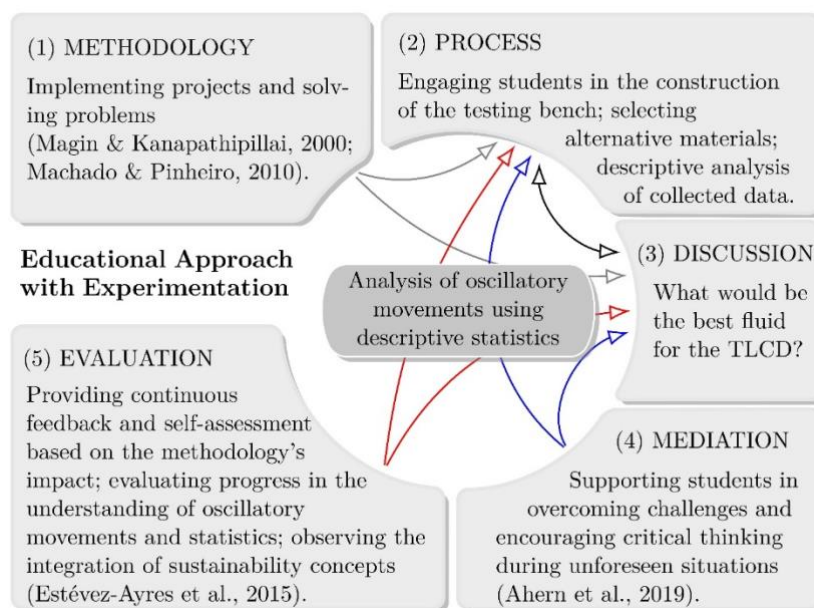 (1) METHODOLOGY
Implementing projects and solv-
ing problems
(Magin & Kanapathipillai, 2000;
Machado & Pinheiro, 2010).
(2) PROCESS
Engaging students in the construction
of the testing bench; selecting
alternative materials;
descriptive analysis
of collected data.
Educational Approach
with Experimentation
Analysis of oscillatory
movements using
descriptive statistics
(3) DISCUSSION
What would be
the best fluid
for the TLCD?
(5) EVALUATION
Providing continuous
feedback and self-assessment
based on the methodology's
impact; evaluating progress in the
understanding of oscillatory
movements and statistics; observing the
integration of sustainability concepts
(Estévez-Ayres et al., 2015).
(4) MEDIATION
Supporting students in
overcoming challenges and
encouraging critical thinking
during unforeseen situations
(Ahern et al., 2019).